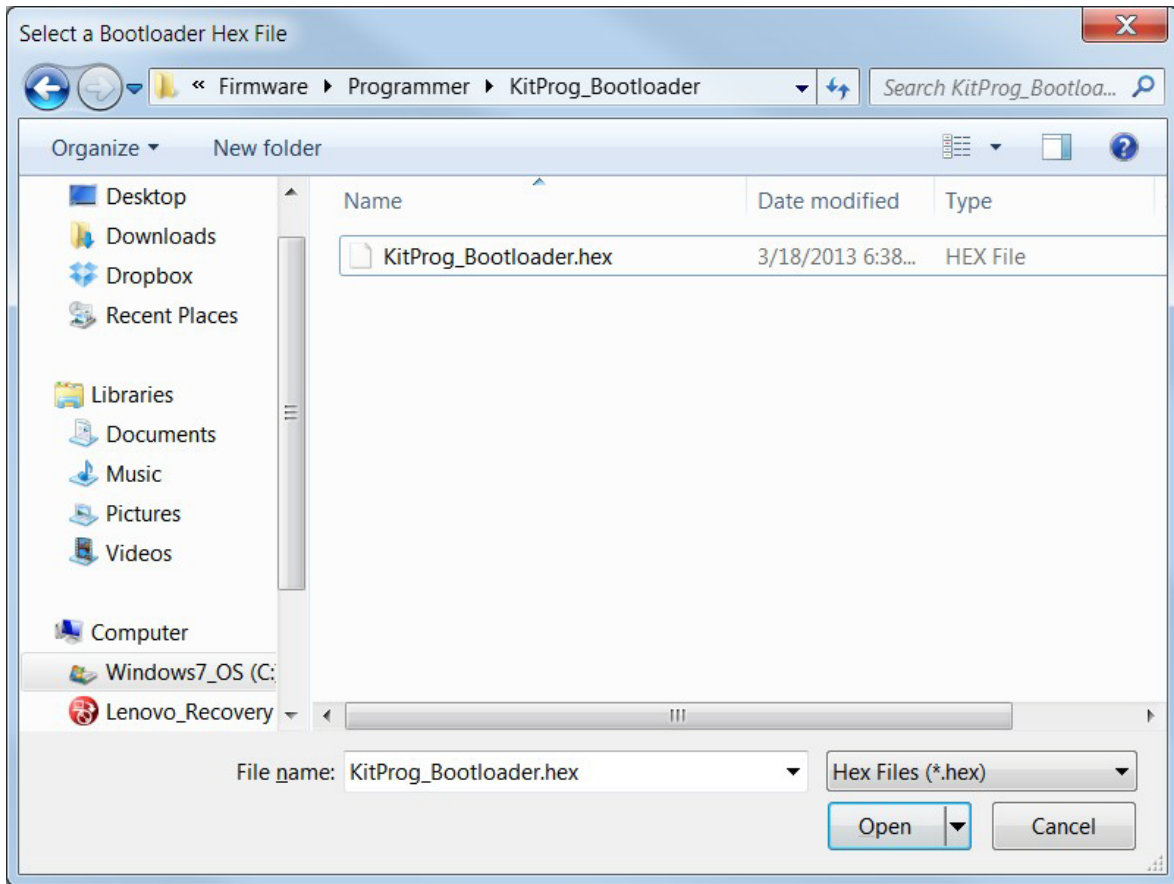 Select a Bootloader Hex File
« Firmware ▸ Programmer ▸ KitProg_Bootloader
Search KitProg_Bootloa...
Organize
New folder
Name
Date modified
Type
KitProg_Bootloader.hex
3/18/2013 6:38...
HEX File
Desktop
Downloads
Dropbox
Recent Places
Libraries
Documents
Music
Pictures
Videos
Computer
Windows7_OS (C:
Lenovo_Recovery
File name: KitProg_Bootloader.hex
Hex Files (*.hex)
Open
Cancel